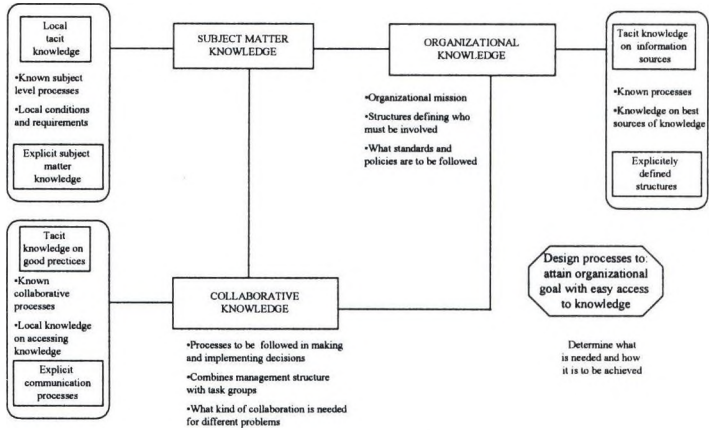 Local
tacit
knowledge
•Known subject
level processes
•Local conditions
and requirements
Explicit subject
matter
knowledge
SUBJECT MATTER
KNOWLEDGE
ORGANIZATIONAL
KNOWLEDGE
•Organizational mission
•Structures defining who
must be involved
•What standards and
policies are to be followed
Tacit knowledge
on information
sources
•Known processes
•Knowledge on best
sources of knowledge
Explicitely
defined
structures
Tacit
knowledge on
good prectices
•Known
collaborative
processes
•Local knowledge
on accessing
knowledge
Explicit
communication
processes
COLLABORATIVE
KNOWLEDGE
•Processes to be followed in making
and implementing decisions
•Combines management structure
with task groups
•What kind of collaboration is needed
for different problems
Design processes to:
attain organizational
goal with easy access
to knowledge
Determine what
is needed and how
it is to be achieved